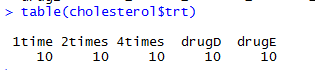 > table(cholesterol$trt)
1time 2times 4times drugD drugE
10 10 10 10 10